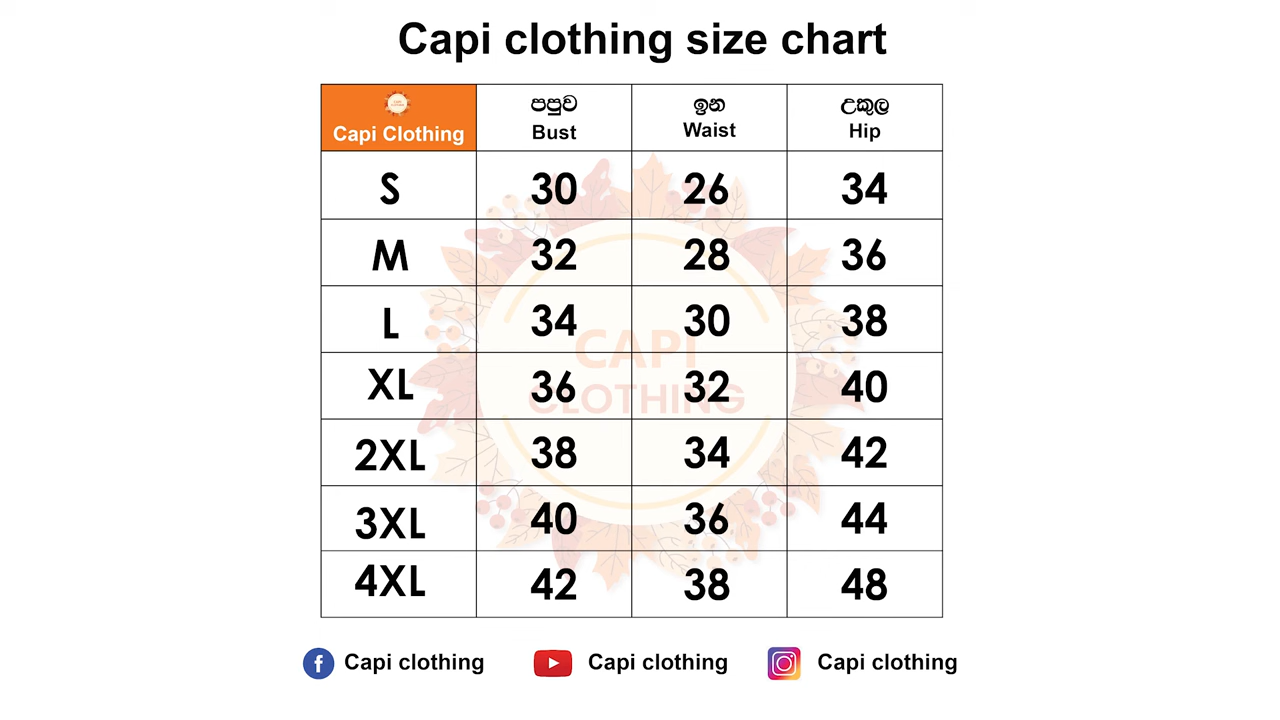 Capi clothing size chart
Capi Clothing
පපුව
Bust
ඉන
Waist
උකුල
Hip
S 30 26 34
M 32 28 36
L 34 30 38
XL 36 32 40
2XL 38 34 42
3XL 40 36 44
4XL 42 38 48
CAPI
CLOTHING
Capi clothing Capi clothing Capi clothing